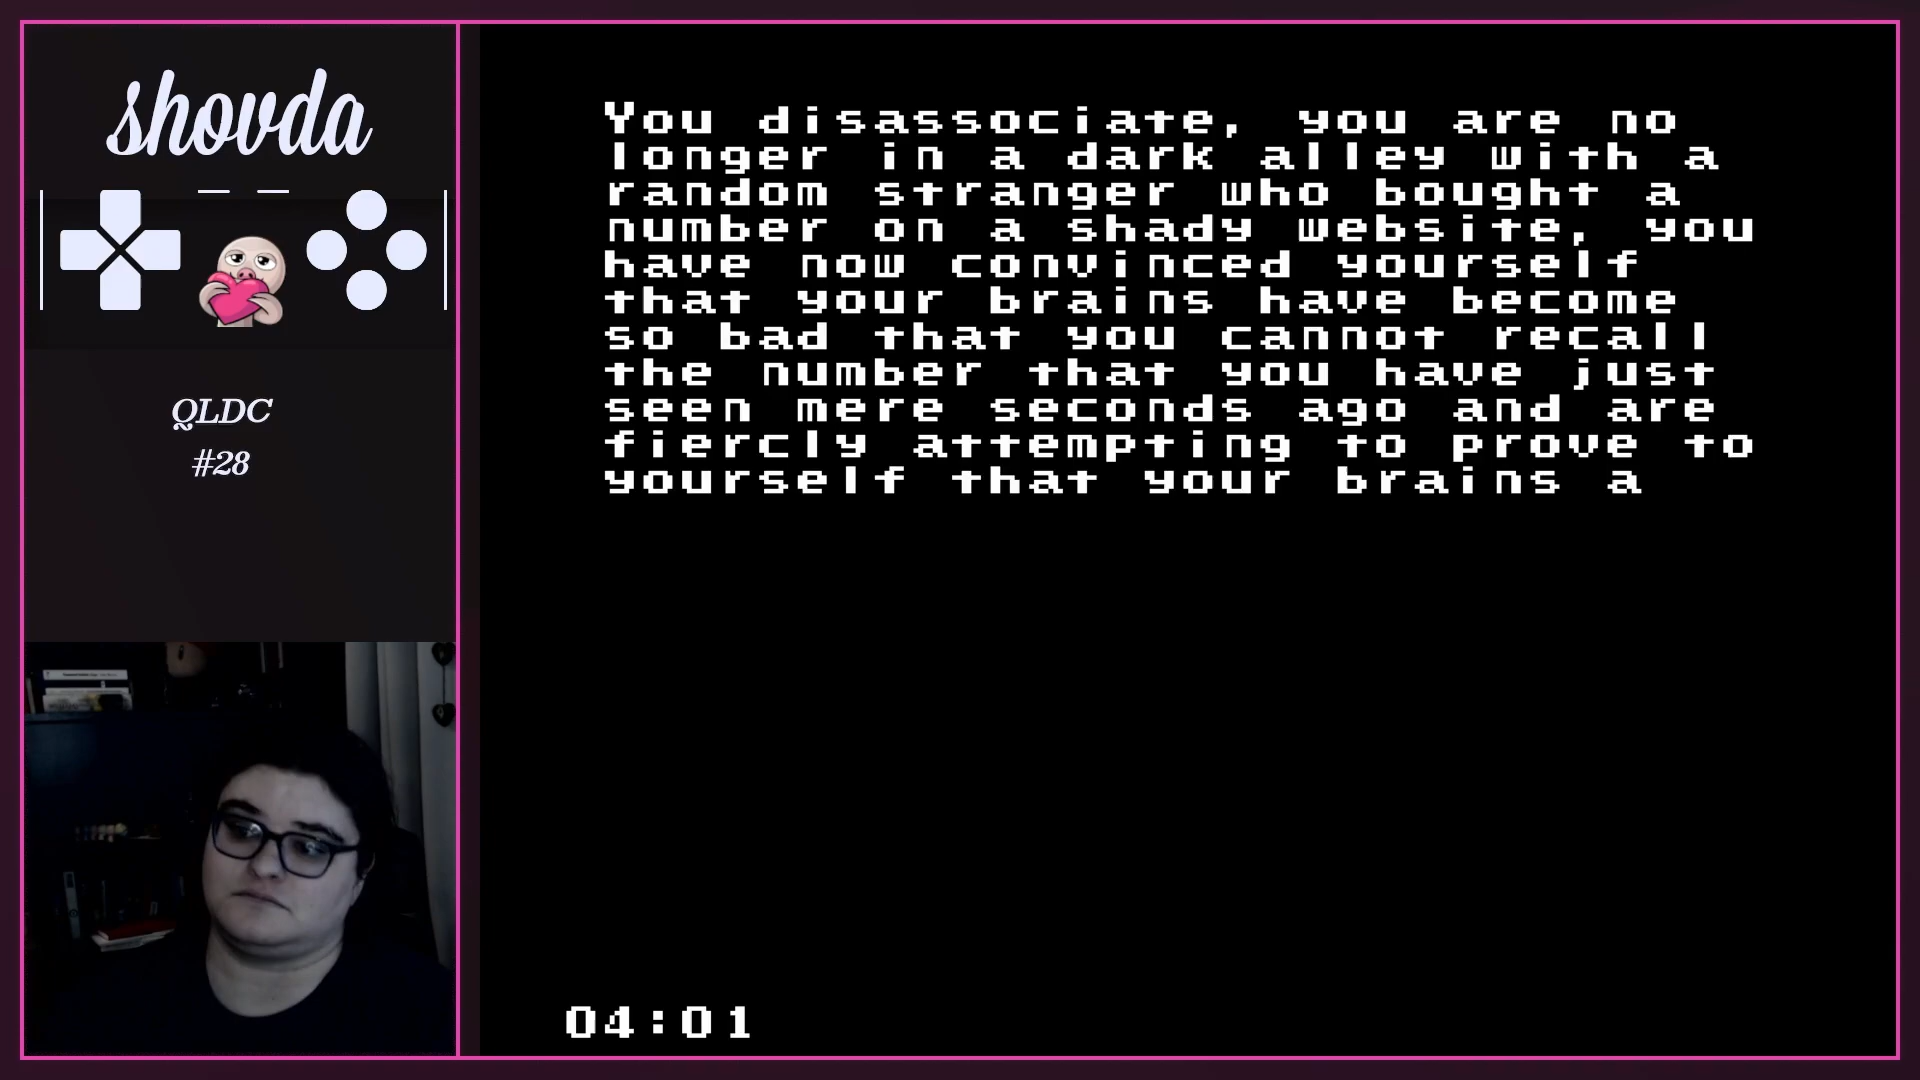 shovda
QLDC
#28
You disassociate, you are no
longer in a dark alley with a
random stranger who bought a
number on a shady website, you
have now convinced yourself
that your brains have become
so bad that you cannot recall
the number that you have just
seen mere seconds ago and are
fiercly attempting to prove to
yourself that your brains a
04:01